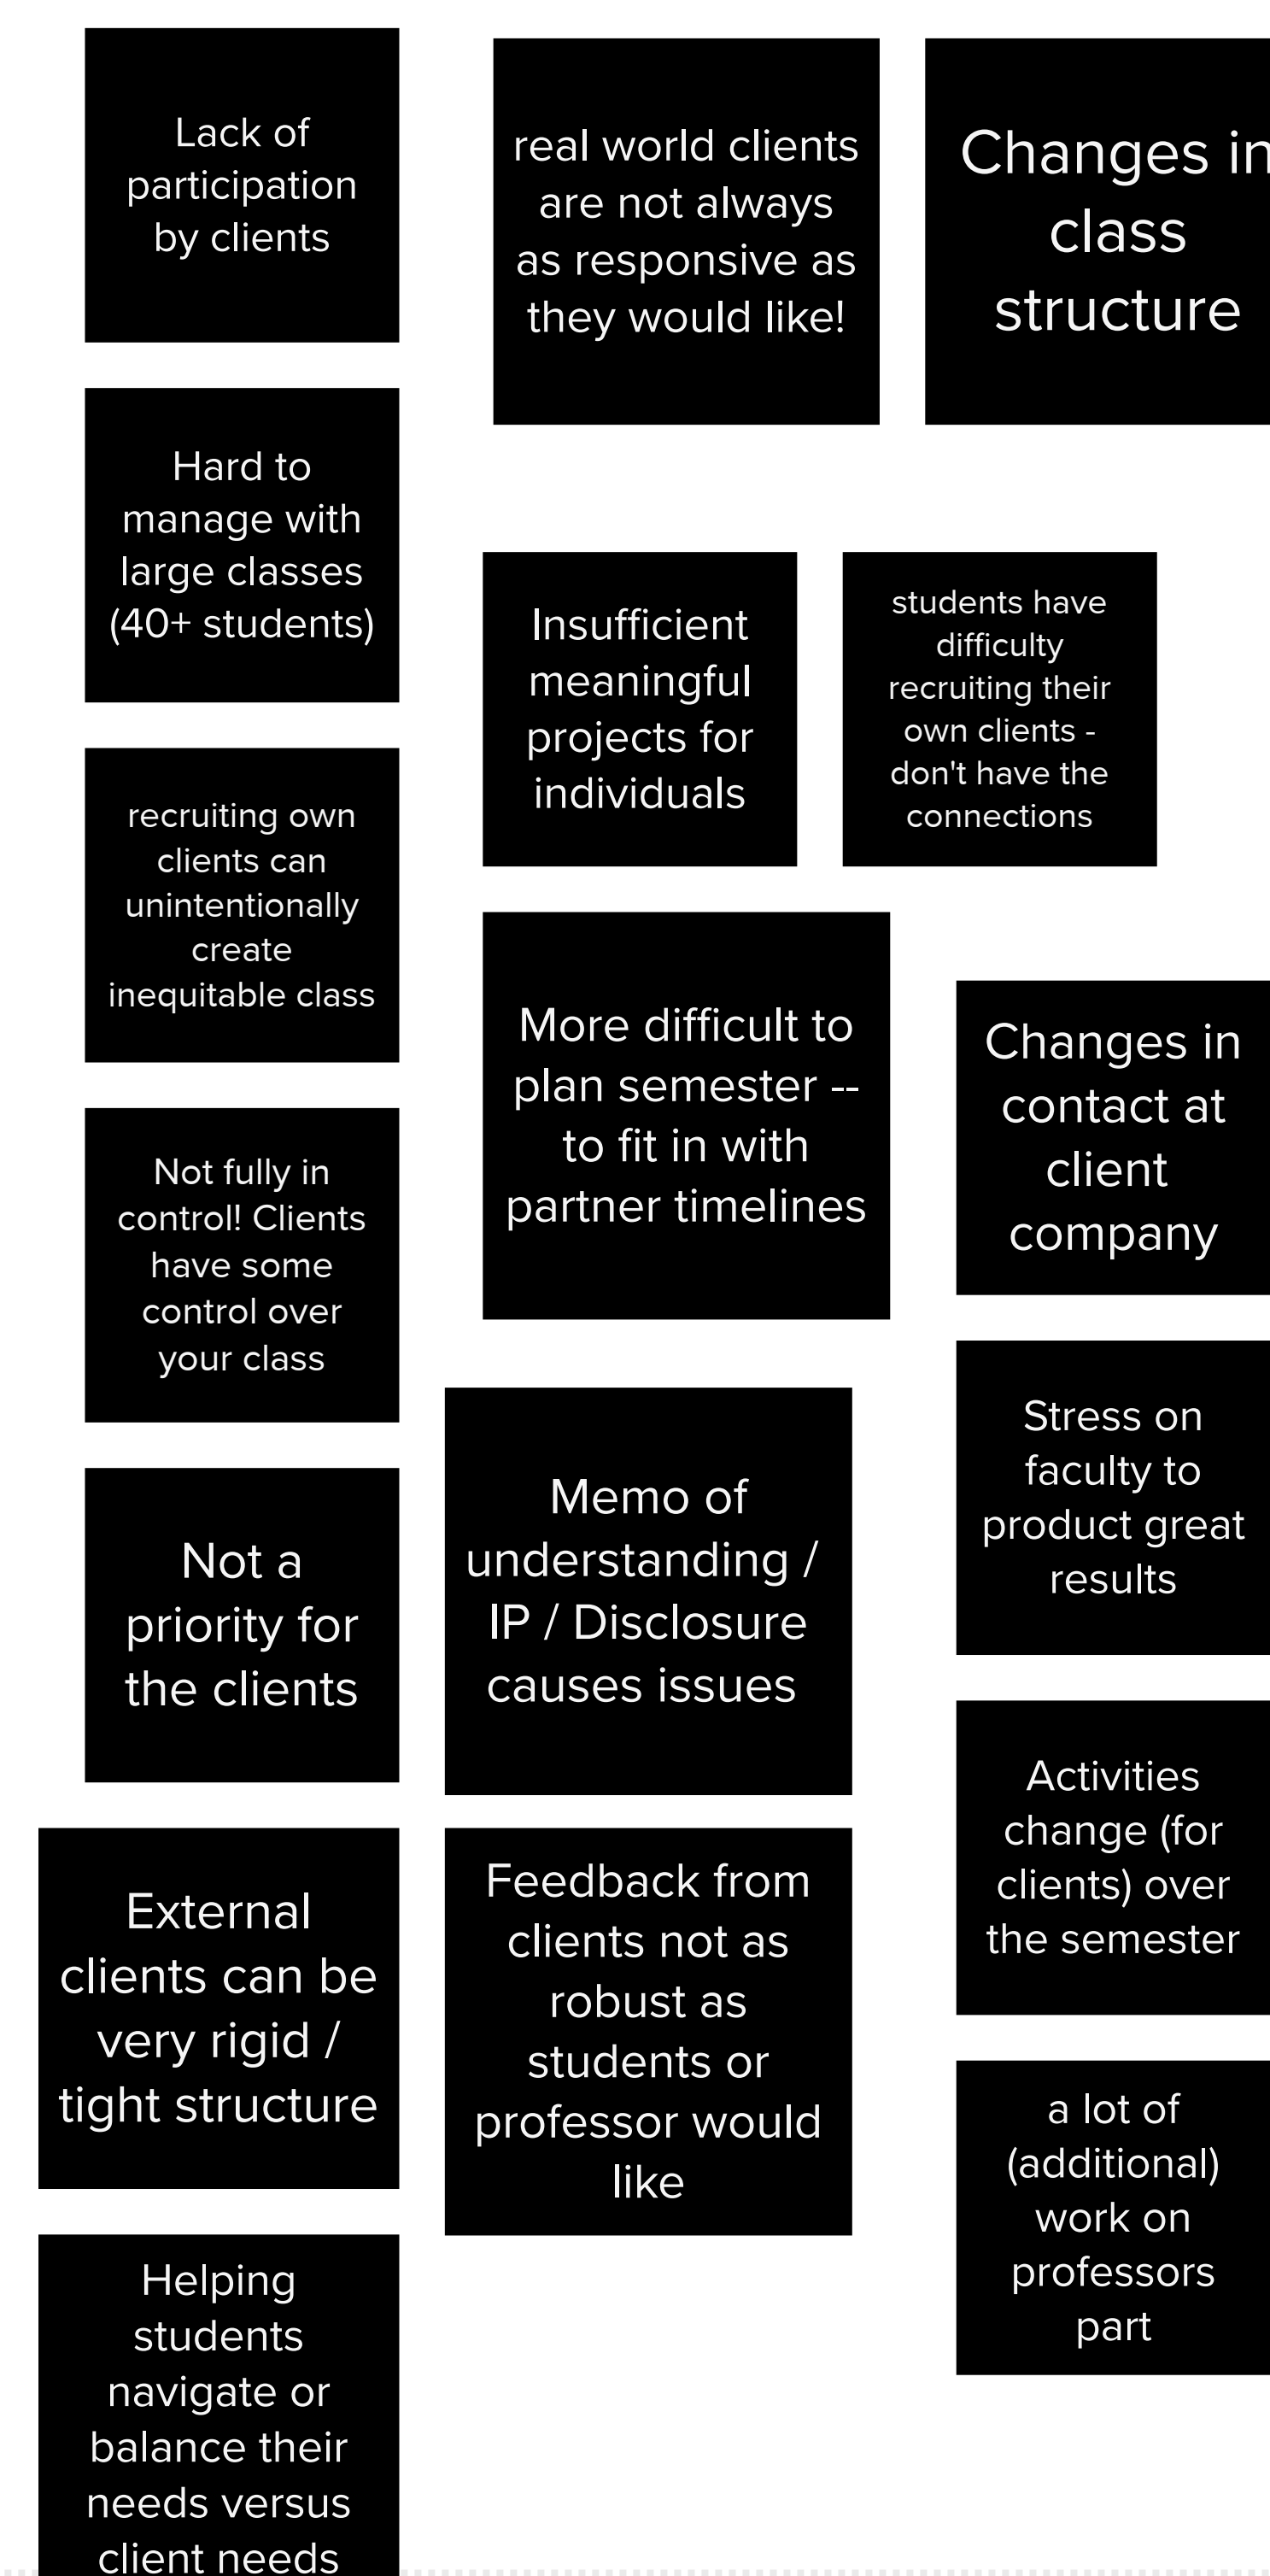 Lack of
participation
by clients
real world clients
are not always
as responsive as
they would like!
Changes in
class
structure
Hard to
manage with
large classes
(40+ students)
Insufficient
meaningful
projects for
individuals
students have
difficulty
recruiting their
own clients -
don't have the
connections
recruiting own
clients can
unintentionally
create
inequitable class
More difficult to
plan semester --
to fit in with
partner timelines
Changes in
contact at
client
company
Not fully in
control! Clients
have some
control over
your class
Memo of
understanding /
IP / Disclosure
causes issues
Stress on
faculty to
product great
results
Not a
priority for
the clients
Activities
change (for
clients) over
the semester
External
clients can be
very rigid /
tight structure
Feedback from
clients not as
robust as
students or
professor would
like
a lot of
(additional)
work on
professors
part
Helping
students
navigate or
balance their
needs versus
client needs